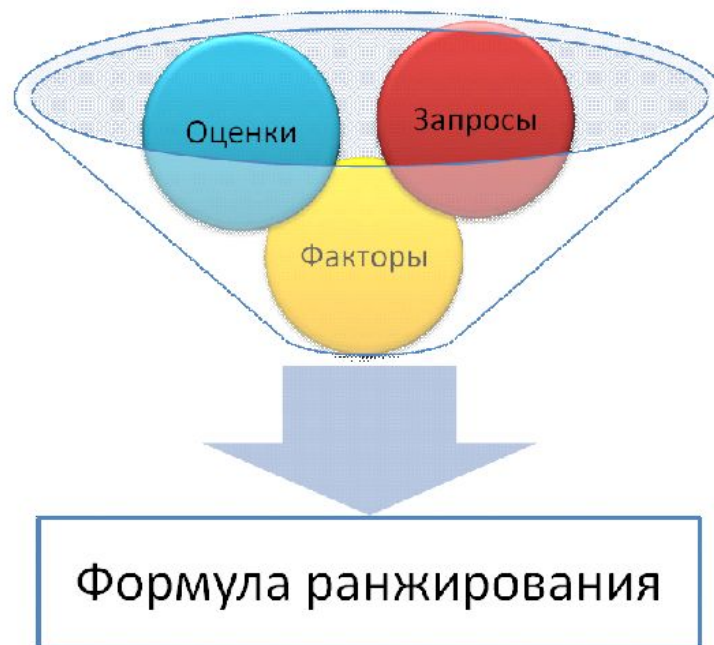 Оценки
Запросы
Факторы
Формула ранжирования